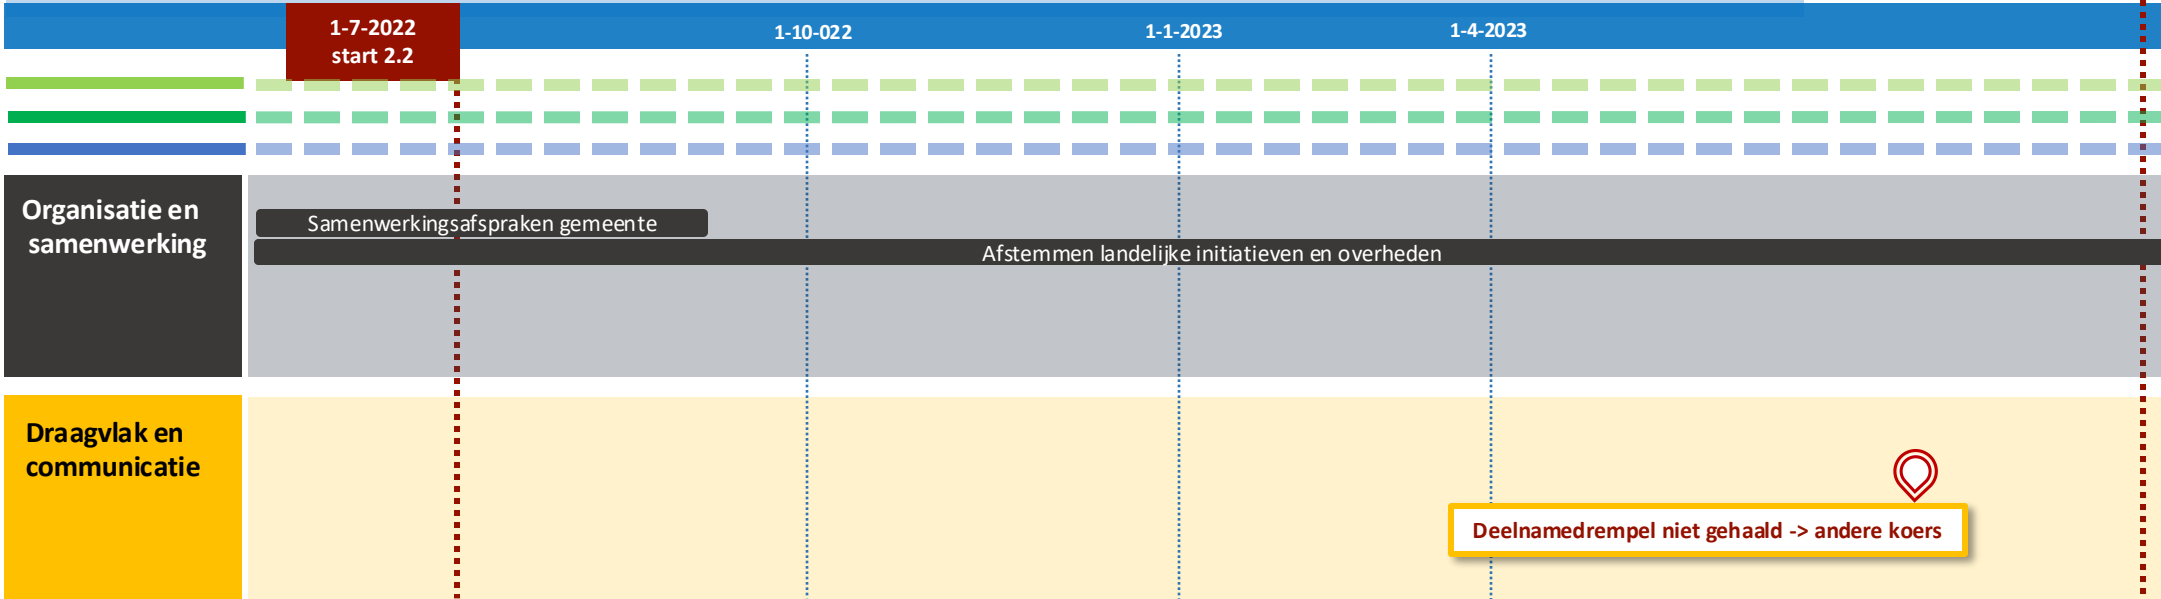 1-7-2022
start 2.2
1-10-022
1-1-2023
1-4-2023
Organisatie en
samenwerking
Samenwerkingsafspraken gemeente
Afstemmen landelijke initiatieven en overheden
Draagvlak en
communicatie
Deelnamedrempel niet gehaald -> andere koers